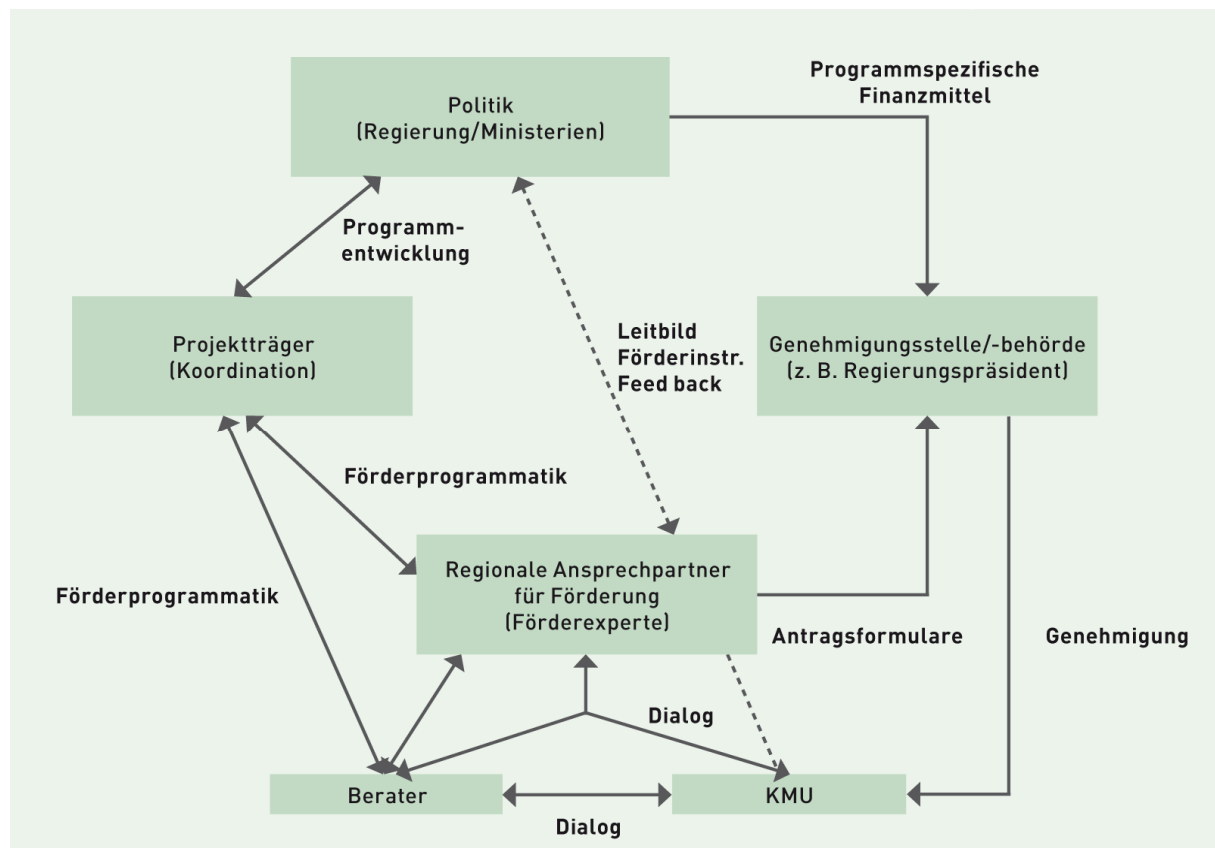 Programmspezifische
Finanzmittel
Politik
(Regierung/Ministerien)
Programm-
entwicklung
Projektträger
(Koordination)
Leitbild
Förderinstr.
Feed back
Genehmigungsstelle/-behörde
(z. B. Regierungspräsident)
Förderprogrammatik
Regionale Ansprechpartner
für Förderung
(Förderexperte)
Förderprogrammatik
Antragsformulare
Genehmigung
Dialog
Berater
KMU
Dialog